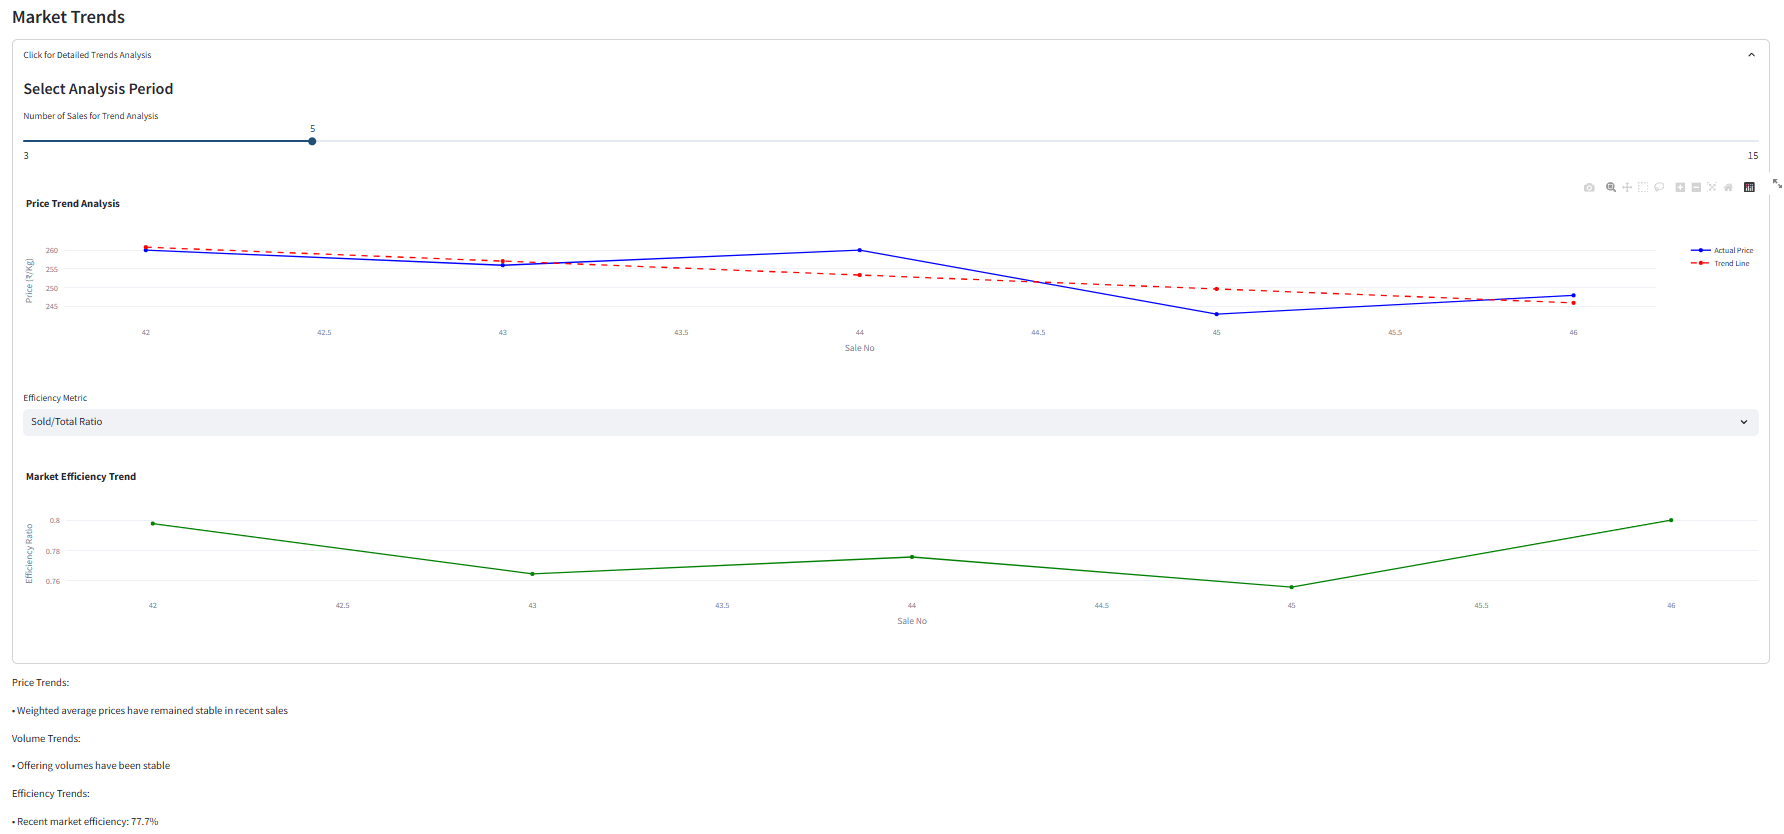 Market Trends
Click for Detailed Trends Analysis
Select Analysis Period
Number of Sales for Trend Analysis
5
3
15
Price Trend Analysis
Price (₹/Kg)
260
255
250
245
Actual Price
Trend Line
42
42.5
43
43.5
44
44.5
45
45.5
46
Sale No
Efficiency Metric
Sold/Total Ratio
Market Efficiency Trend
Efficiency Ratio
0.8
0.78
0.76
42
42.5
43
43.5
44
44.5
45
45.5
46
Sale No
Price Trends:
• Weighted average prices have remained stable in recent sales
Volume Trends:
• Offering volumes have been stable
Efficiency Trends:
• Recent market efficiency: 77.7%